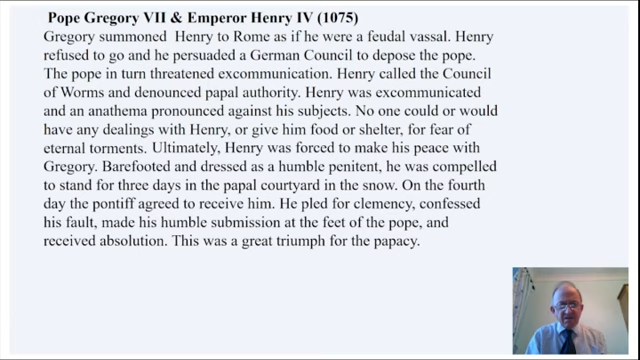 Pope Gregory VII & Emperor Henry IV (1075)
Gregory summoned Henry to Rome as if he were a feudal vassal. Henry
refused to go and he persuaded a German Council to depose the pope.
The pope in turn threatened excommunication. Henry called the Council
of Worms and denounced papal authority. Henry was excommunicated
and an anathema pronounced against his subjects. No one could or would
have any dealings with Henry, or give him food or shelter, for fear of
eternal torments. Ultimately, Henry was forced to make his peace with
Gregory. Barefooted and dressed as a humble penitent, he was compelled
to stand for three days in the papal courtyard in the snow. On the fourth
day the pontiff agreed to receive him. He pled for clemency, confessed
his fault, made his humble submission at the feet of the pope, and
received absolution. This was a great triumph for the papacy.